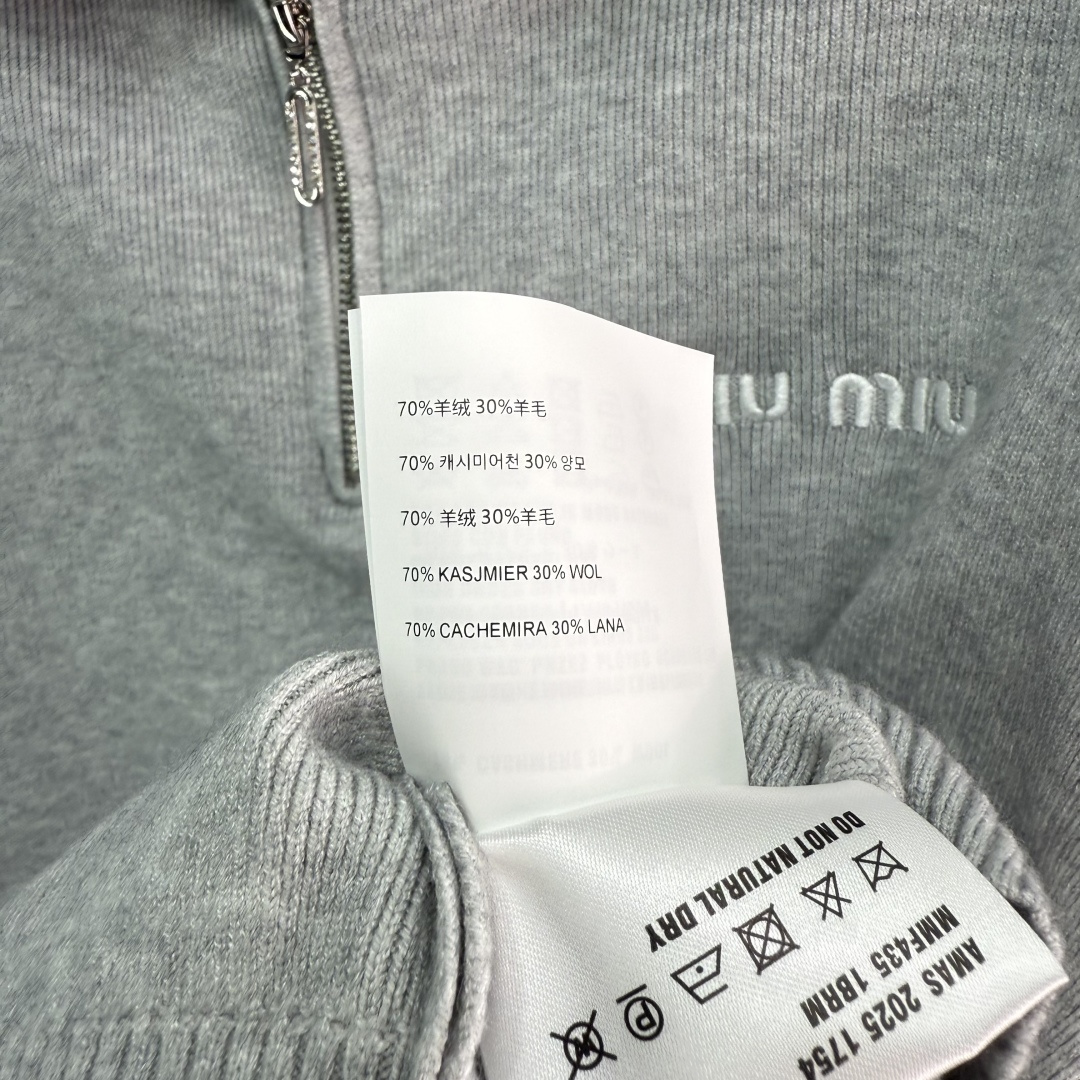 70%羊绒 30%羊毛
70% 캐시미어천 30% 양모
70% 羊绒 30%羊毛
70% KASJMIER 30% WOL
70% CACHEMIRA 30% LANA
IU MIU
DO NOT NATURAL DRY
P
W
AMAS 2025 1754
MMF435 1BRM